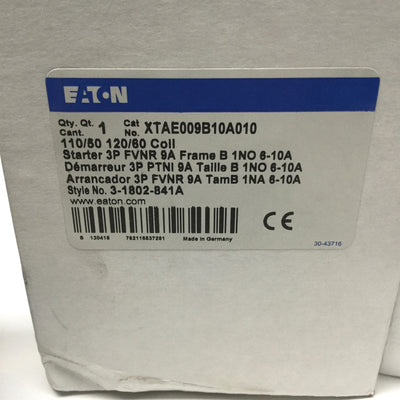 EATON
Qty. Qt. Cant. 1 Cat No. XTAE009B10A010
110/50 120/60 Coil
Starter 3P FVNR 9A Frame B 1NO 6-10A
Démarreur 3P PTNI 9A Taille B 1NO 6-10A
Arrancador 3P FVNR 9A TamB 1NA 6-10A
Style No. 3-1802-841A
www.eaton.com
Made in Germany
CE
30-43716